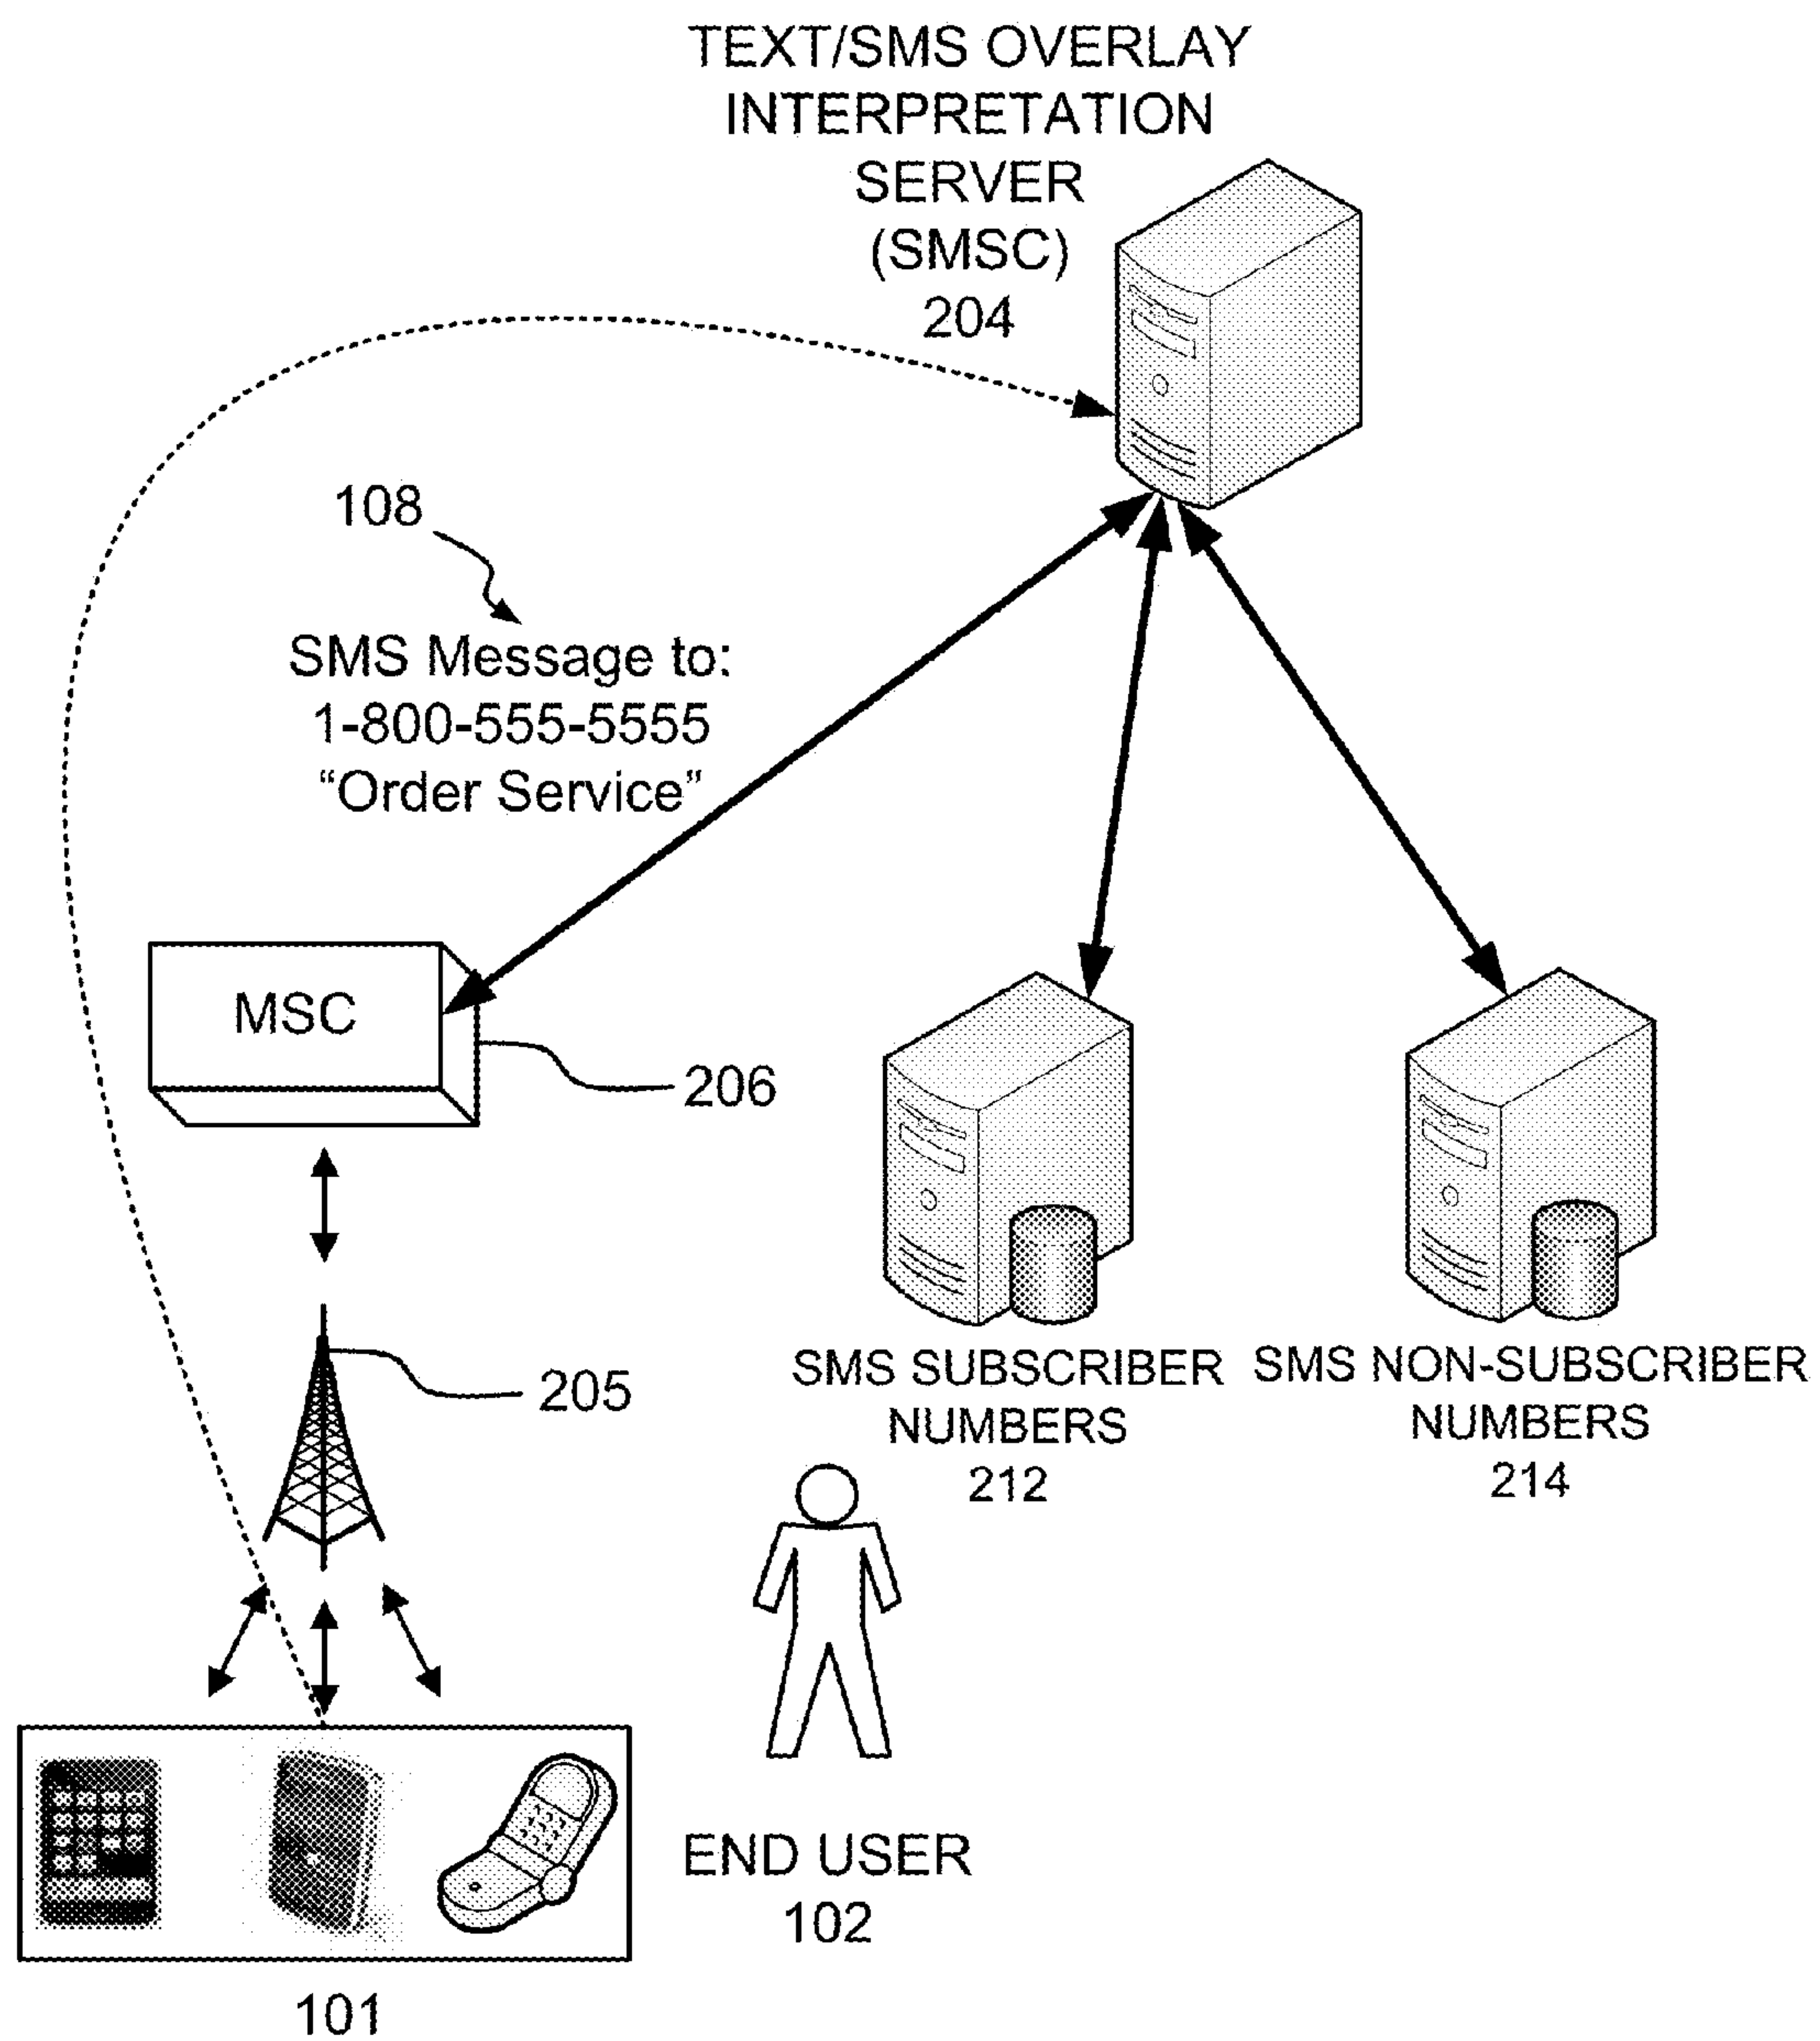 TEXT/SMS OVERLAY
INTERPRETATION
SERVER
(SMSC)
204
108
SMS Message to:
1-800-555-5555
“Order Service”
MSC
206
205
SMS SUBSCRIBER
NUMBERS
212
SMS NON-SUBSCRIBER
NUMBERS
214
END USER
102
101